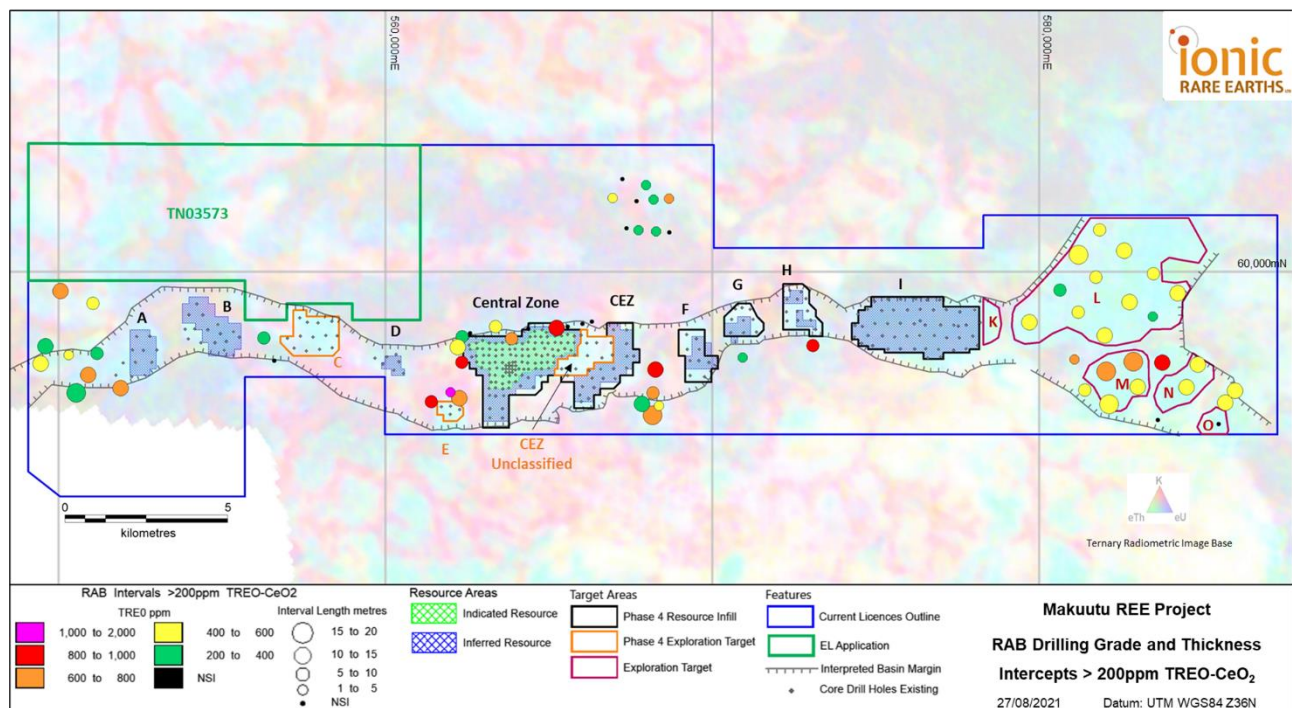 560,000mE
580,000mE
ionic
RARE EARTHS
TN03573
60,000mN
A
B
C
D
E
Central Zone
CEZ
CEZ
Unclassified
F
G
H
I
K
L
M
N
O
0 5
kilometres
K
eTh eU
Ternary Radiometric Image Base
RAB Intervals >200ppm TREO-CeO2
TRE0 ppm
1,000 to 2,000
800 to 1,000
600 to 800
400 to 600
200 to 400
NSI
Interval Length metres
15 to 20
10 to 15
5 to 10
1 to 5
NSI
Resource Areas
Indicated Resource
Inferred Resource
Target Areas
Phase 4 Resource Infill
Phase 4 Exploration Target
Exploration Target
Features
Current Licences Outline
EL Application
Interpreted Basin Margin
Core Drill Holes Existing
Makuutu REE Project
RAB Drilling Grade and Thickness
Intercepts > 200ppm TREO-CeO₂
27/08/2021 Datum: UTM WGS84 Z36N